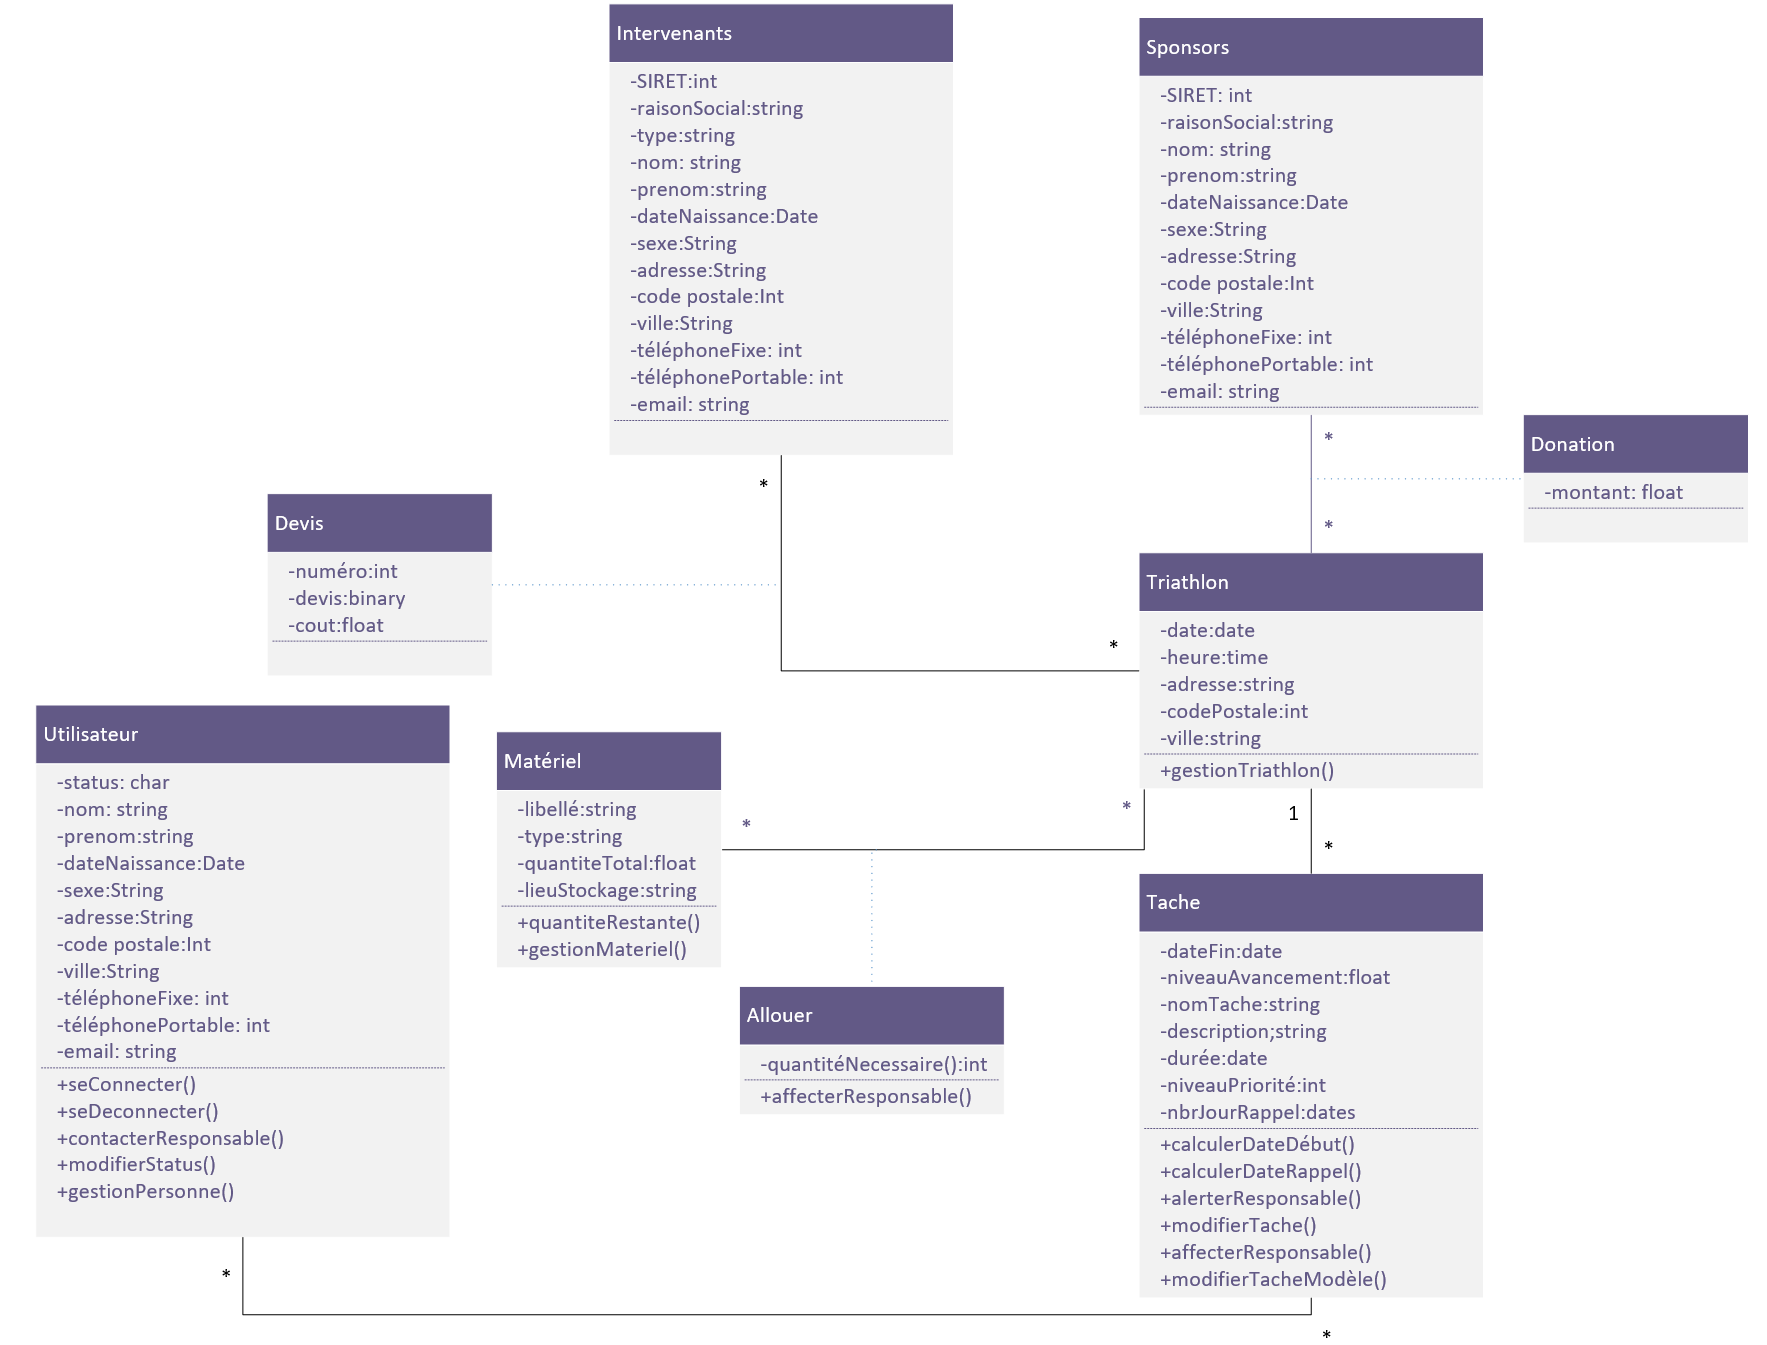 Intervenants
-SIRET:int
-raisonSocial:string
-type:string
-nom: string
-prenom:string
-dateNaissance:Date
-sexe:String
-adresse:String
-code postale:Int
-ville:String
-téléphoneFixe: int
-téléphonePortable: int
-email: string
*
Sponsors
-SIRET: int
-raisonSocial:string
-nom: string
-prenom:string
-dateNaissance:Date
-sexe:String
-adresse:String
-code postale:Int
-ville:String
-téléphoneFixe: int
-téléphonePortable: int
-email: string
*
*
Donation
-montant: float
Devis
-numéro:int
-devis:binary
-cout:float
*
Triathlon
-date:date
-heure:time
-adresse:string
-codePostale:int
-ville:string
+gestionTriathlon()
Utilisateur
-status: char
-nom: string
-prenom:string
-dateNaissance:Date
-sexe:String
-adresse:String
-code postale:Int
-ville:String
-téléphoneFixe: int
-téléphonePortable: int
-email: string
+seConnecter()
+seDeconnecter()
+contacterResponsable()
+modifierStatus()
+gestionPersonne()
*
Matériel
-libellé:string
-type:string
-quantiteTotal:float
-lieuStockage:string
+quantiteRestante()
+gestionMateriel()
*
*
1
*
Allouer
-quantitéNecessaire():int
+affecterResponsable()
Tache
-dateFin:date
-niveauAvancement:float
-nomTache:string
-description;string
-durée:date
-niveauPriorité:int
-nbrJourRappel:dates
+calculerDateDébut()
+calculerDateRappel()
+alerterResponsable()
+modifierTache()
+affecterResponsable()
+modifierTacheModèle()
*